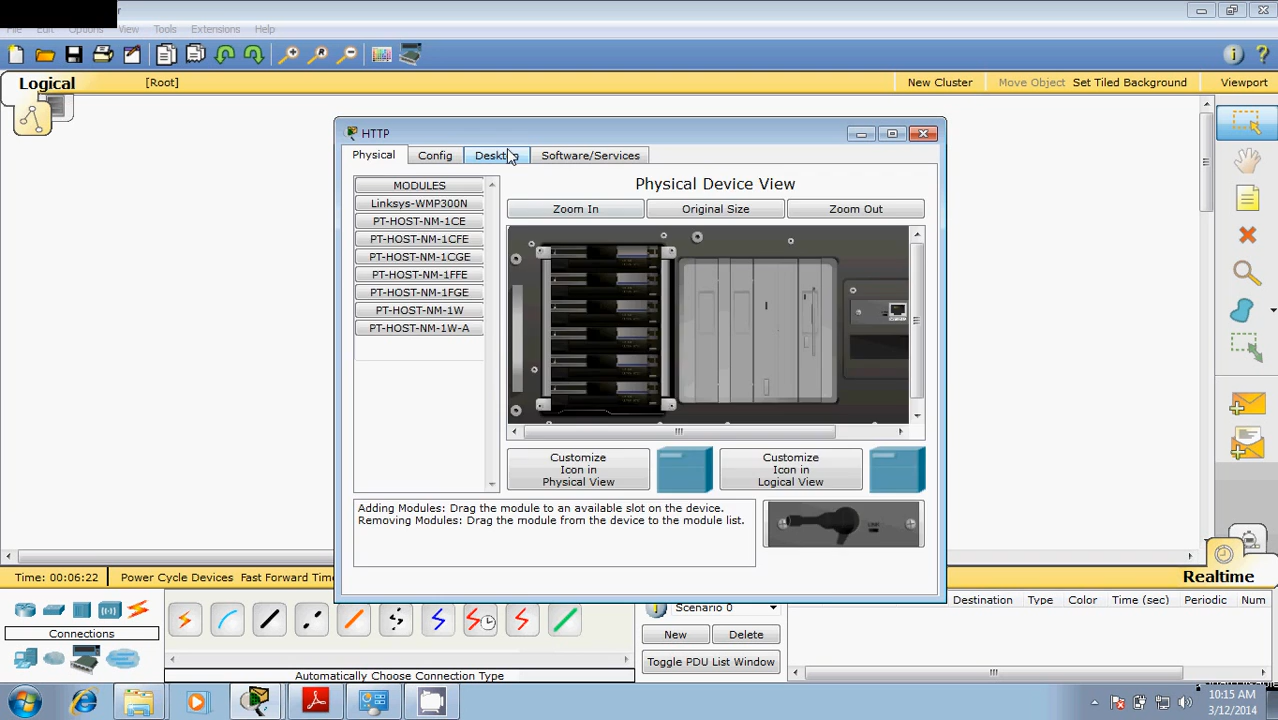 File Edit Options View Tools Extensions Help
Logical
[Root]
New Cluster
Move Object
Set Tiled Background
Viewport
HTTP
Physical
Config
Desktop
Software/Services
MODULES
Linksys-WMP300N
PT-HOST-NM-1CE
PT-HOST-NM-1CFE
PT-HOST-NM-1CGE
PT-HOST-NM-1FFE
PT-HOST-NM-1FGE
PT-HOST-NM-1W
PT-HOST-NM-1W-A
Physical Device View
Zoom In
Original Size
Zoom Out
Customize
Icon in
Physical View
Customize
Icon in
Logical View
Adding Modules: Drag the module to an available slot on the device.
Removing Modules: Drag the module from the device to the module list.
Time: 00:06:22
Power Cycle Devices Fast Forward Tim
Realtime
Connections
Automatically Choose Connection Type
Scenario 0
New
Delete
Toggle PDU List Window
Destination
Type
Color
Time (sec)
Periodic
Num
10:15 AM
3/12/2014